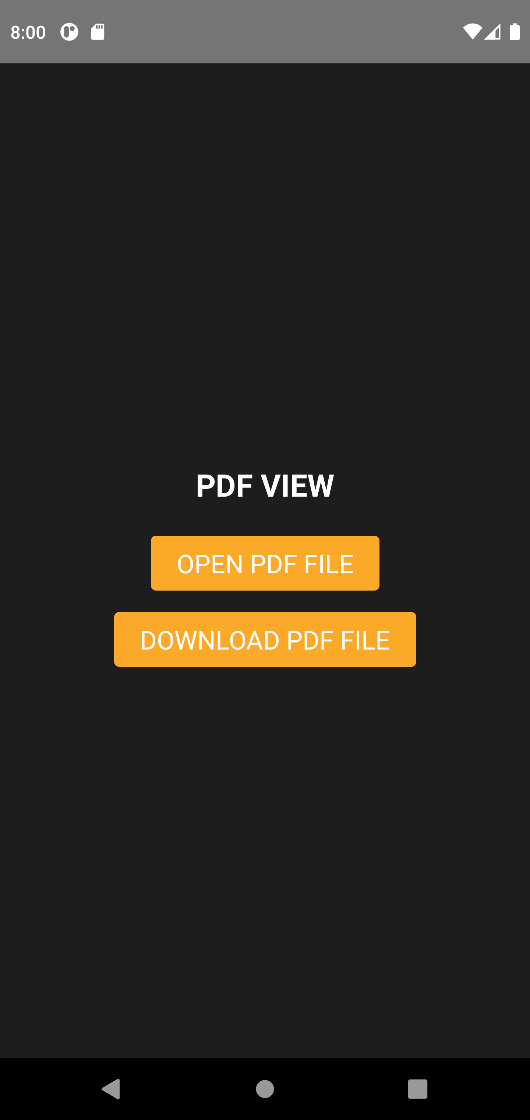 8:00
PDF VIEW
OPEN PDF FILE
DOWNLOAD PDF FILE